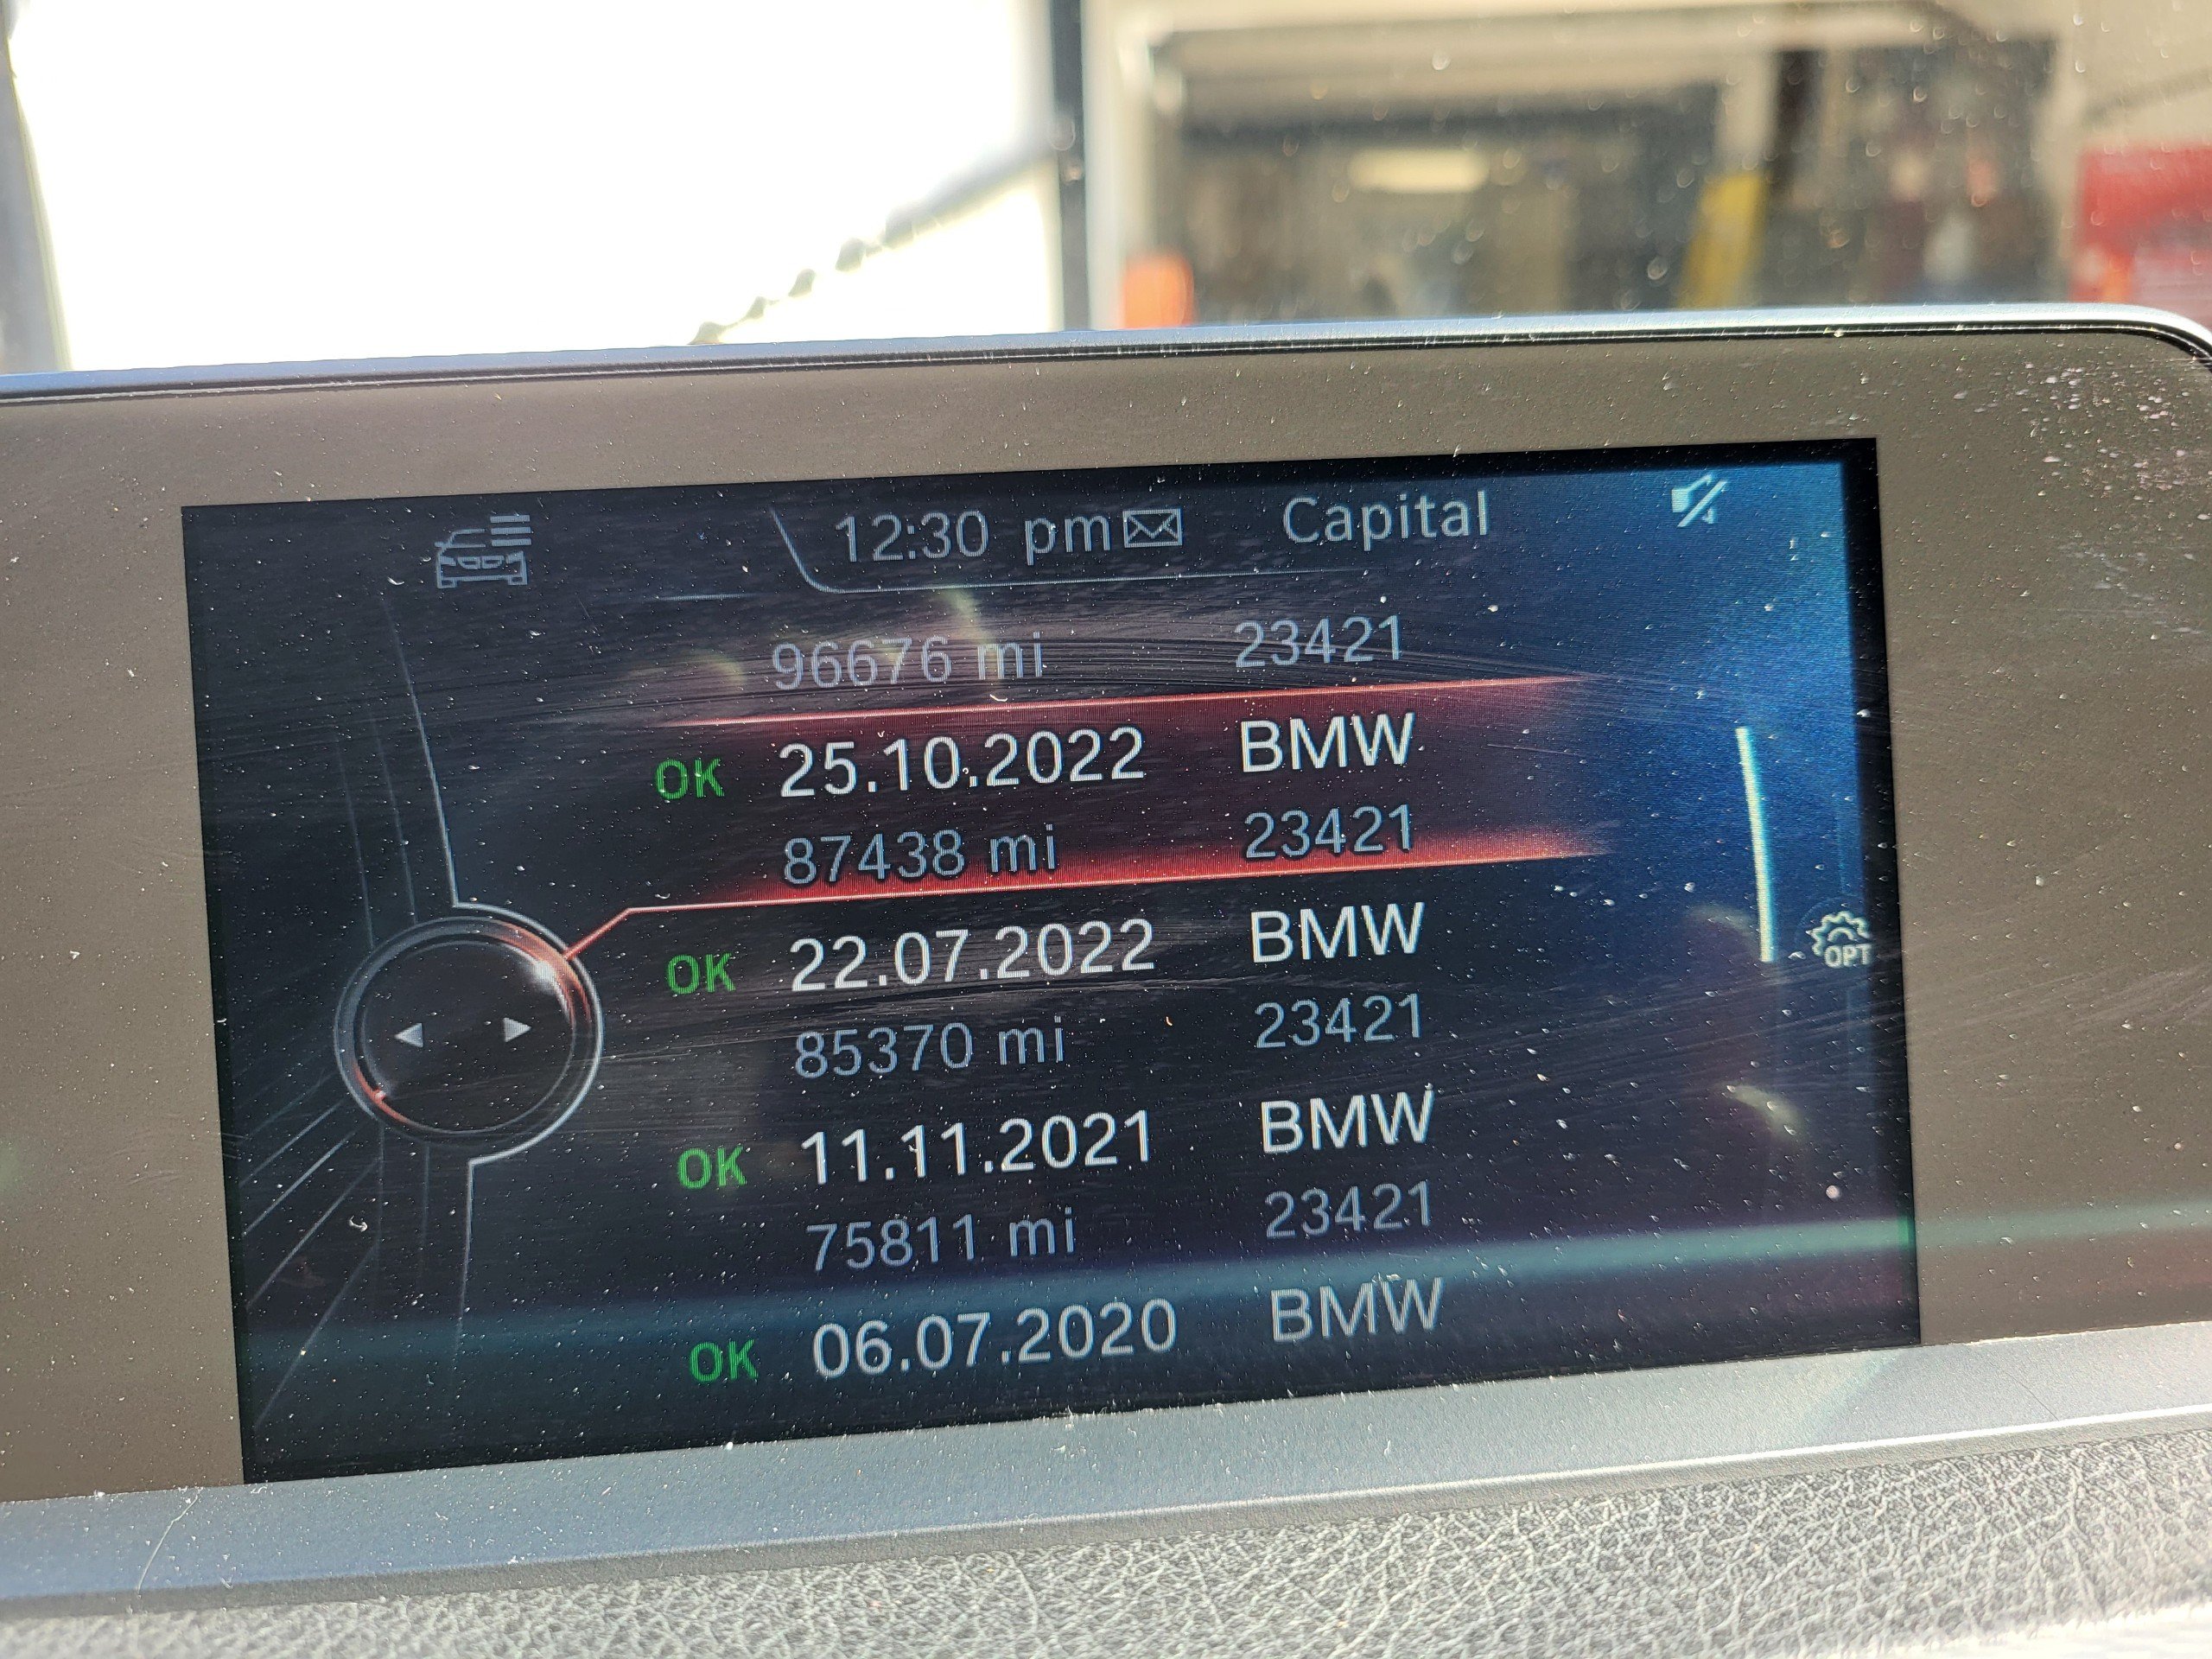 12:30 pm Capital
96676 mi 23421
OK 25.10.2022 BMW
87438 mi 23421
OK 22.07.2022 BMW
85370 mi 23421
OPT
OK 11.11.2021 BMW
75811 mi 23421
OK 06.07.2020 BMW